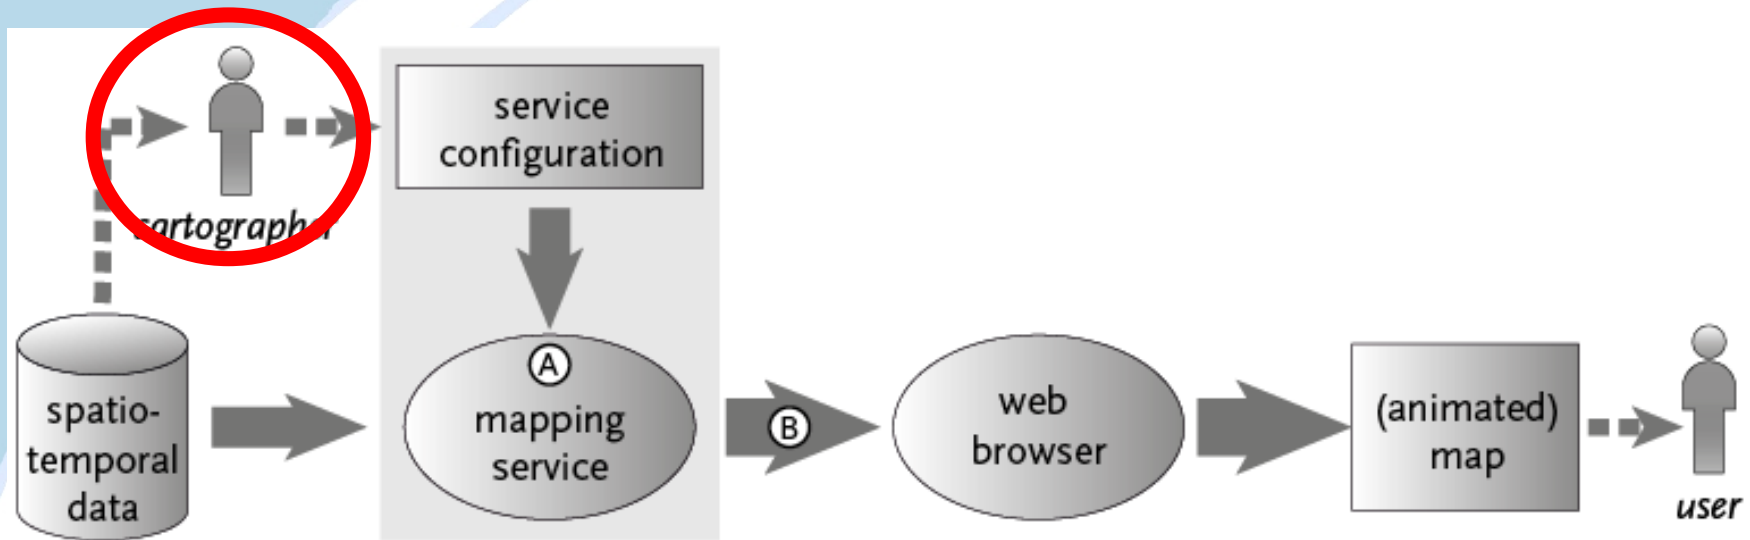 service
configuration
cartographer
A
mapping
service
spatio-
temporal
data
B
web
browser
(animated)
map
user